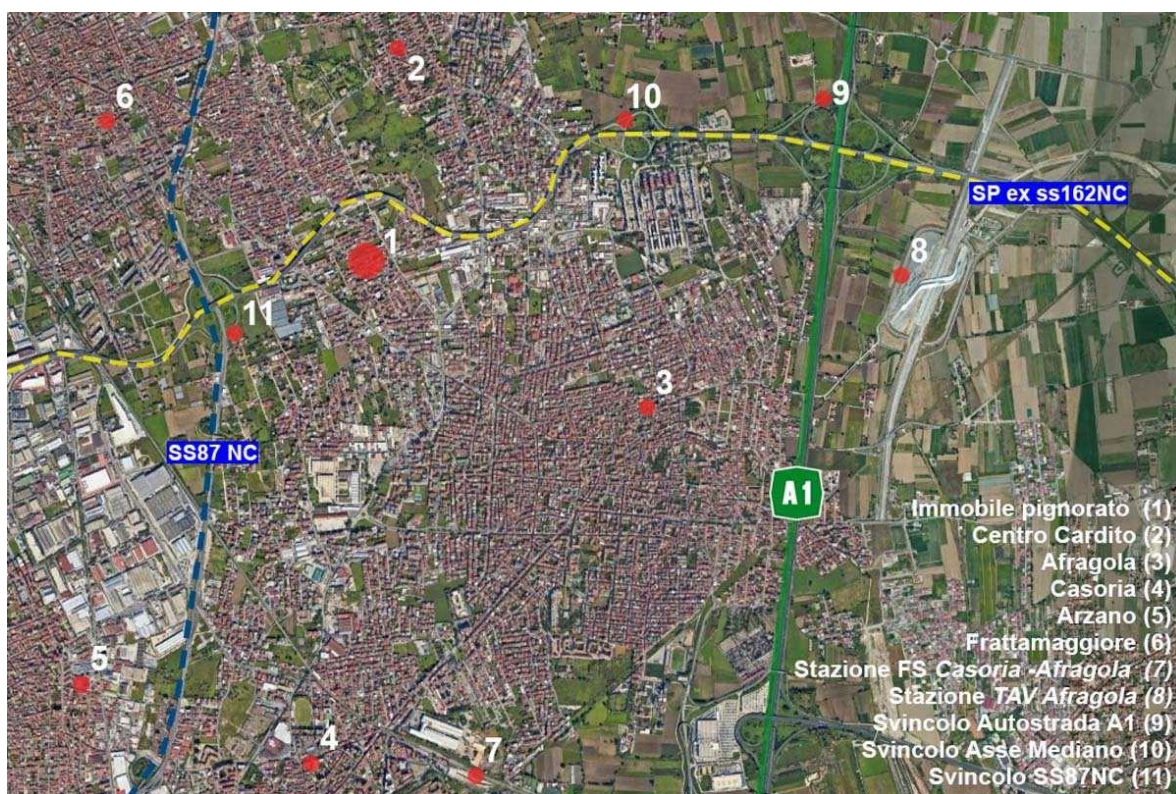 2
6
10
9
SP ex ss162NC
1
8
11
3
SS87 NC
A1
Immobile pignorato (1)
Centro Cardito (2)
Afragola (3)
Casoria (4)
Arzano (5)
Frattamaggiore (6)
5
Stazione FS Casoria -Afragola (7)
Stazione TAV Afragola (8)
Svincolo Autostrada A1 (9)
4
7
Svincolo Asse Mediano (10)
Svincolo SS87NC (11)